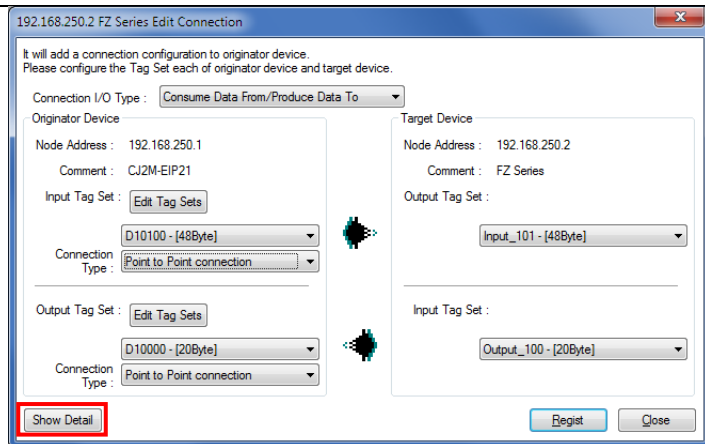 192.168.250.2 FZ Series Edit Connection
It will add a connection configuration to originator device.
Please configure the Tag Set each of originator device and target device.
Connection I/O Type : Consume Data From/Produce Data To
Originator Device
Node Address : 192.168.250.1
Comment : CJ2M-EIP21
Input Tag Set : Edit Tag Sets
D10100 - [48Byte]
Connection
Type : Point to Point connection
Output Tag Set : Edit Tag Sets
D10000 - [20Byte]
Connection
Type : Point to Point connection
Target Device
Node Address : 192.168.250.2
Comment : FZ Series
Output Tag Set :
Input_101 - [48Byte]
Input Tag Set :
Output_100 - [20Byte]
Show Detail
Regist
Close